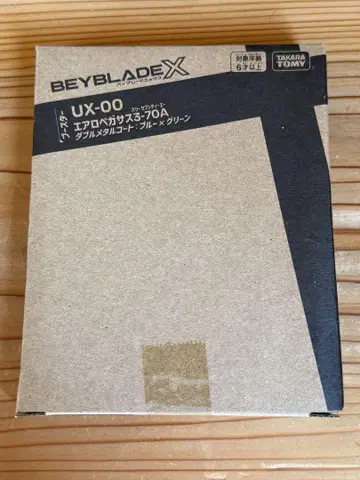 BEYBLADE X
ベイブレードエックス
対象年齢
6才以上
TAKARA
TOMY
ブースター
UX-00
スリーセブンティーエー
エアロペガサス3-70A
ダブルメタルコート:ブルー×グリーン